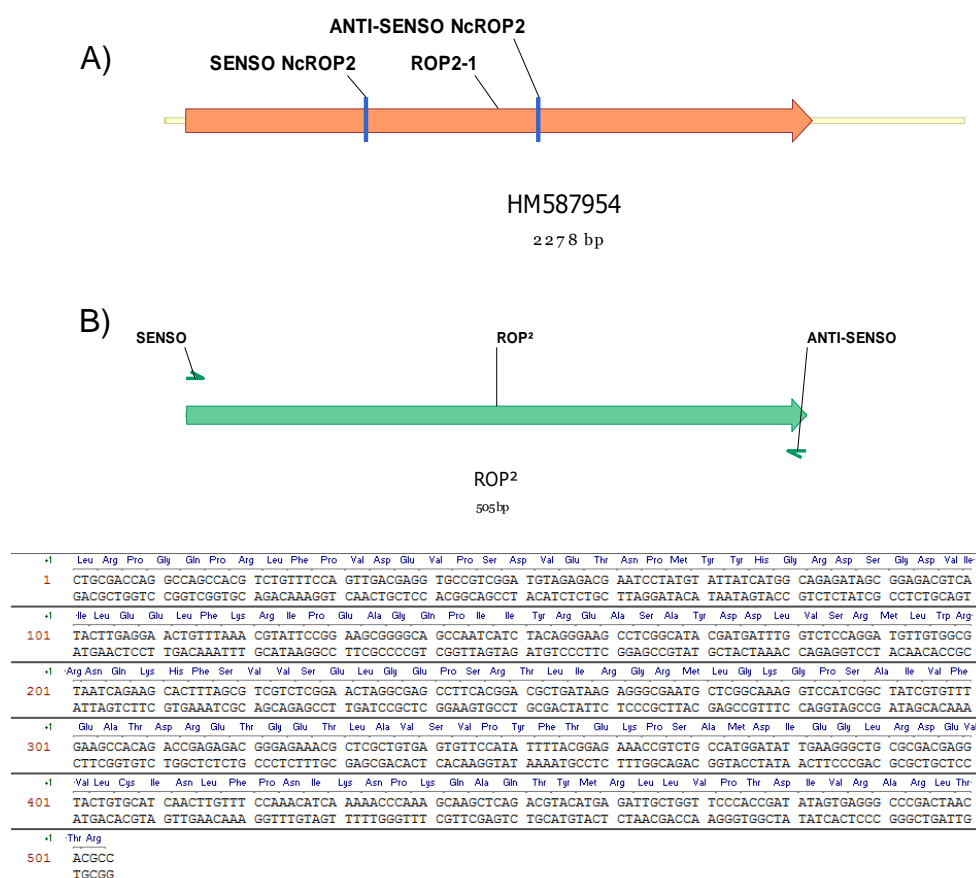 A)
ANTI-SENSO NcROP2
SENSO NcROP2 ROP2-1
HM587954
2278 bp
B)
SENSO ROP² ANTI-SENSO
ROP²
505 bp
+1 Leu Arg Pro Gly Gln Pro Arg Leu Phe Pro Val Asp Glu Val Pro Ser Asp Val Glu Thr Asn Pro Met Tyr Tyr His Gly Arg Asp Ser Gly Asp Val Ile·
1 CTGCGACCAG GCCAGCCACG TCTGTTTCCA GTTGACGAGG TGCCGTCGGA TGTAGAGACG AATCCTATGT ATTATCATGG CAGAGATAGC GGAGACGTCA
GACGCTGGTC CGGTCGGTGC AGACAAAGGT CAACTGCTCC ACGGCAGCCT ACATCTCTGC TTAGGATACA TAATAGTACC GTCTCTATCG CCTCTGCAGT
+1 ·Ile Leu Glu Glu Leu Phe Lys Arg Ile Pro Glu Ala Gly Gln Pro Ile Ile Tyr Arg Glu Ala Ser Ala Tyr Asp Asp Leu Val Ser Arg Met Leu Trp Arg·
101 TACTTGAGGA ACTGTTTAAA CGTATTCCGG AAGCGGGGCA GCCAATCATC TACAGGGAAG CCTCGGCATA CGATGATTTG GTCTCCAGGA TGTTGTGGCG
ATGAACTCCT TGACAAATTT GCATAAGGCC TTCGCCCCGT CGGTTAGTAG ATGTCCCTTC GGAGCCGTAT GCTACTAAAC CAGAGGTCCT ACAACACCGC
+1 ·Arg Asn Gln Lys His Phe Ser Val Val Ser Glu Leu Gly Glu Pro Ser Arg Thr Leu Ile Arg Gly Arg Met Leu Gly Lys Gly Pro Ser Ala Ile Val Phe
201 TAATCAGAAG CACTTTAGCG TCGTCTCGGA ACTAGGCGAG CCTTCACGGA CGCTGATAAG AGGGCGAATG CTCGGCAAAG GTCCATCGGC TATCGTGTTT
ATTAGTCTTC GTGAAATCGC AGCAGAGCCT TGATCCGCTC GGAAGTGCCT GCGACTATTC TCCCGCTTAC GAGCCGTTTC CAGGTAGCCG ATAGCACAAA
+1 Glu Ala Thr Asp Arg Glu Thr Gly Glu Thr Leu Ala Val Ser Val Pro Tyr Phe Thr Glu Lys Pro Ser Ala Met Asp Ile Glu Gly Leu Arg Asp Glu Val·
301 GAAGCCACAG ACCGAGAGAC GGGAGAAACG CTCGCTGTGA GTGTTCCATA TTTTACGGAG AAACCGTCTG CCATGGATAT TGAAGGGCTG CGCGACGAGG
CTTCGGTGTC TGGCTCTCTG CCCTCTTTGC GAGCGACACT CACAAGGTAT AAAATGCCTC TTTGGCAGAC GGTACCTATA ACTTCCCGAC GCGCTGCTCC
+1 ·Val Leu Cys Ile Asn Leu Phe Pro Asn Ile Lys Asn Pro Lys Gln Ala Gln Thr Tyr Met Arg Leu Leu Val Pro Thr Asp Ile Val Arg Ala Arg Leu Thr·
401 TACTGTGCAT CAACTTGTTT CCAAACATCA AAAACCCAAA GCAAGCTCAG ACGTACATGA GATTGCTGGT TCCCACCGAT ATAGTGAGGG CCCGACTAAC
ATGACACGTA GTTGAACAAA GGTTTGTAGT TTTTGGGTTT CGTTCGAGTC TGCATGTACT CTAACGACCA AGGGTGGCTA TATCACTCCC GGGCTGATTG
+1 ·Thr Arg
501 ACGCC
TGCGG